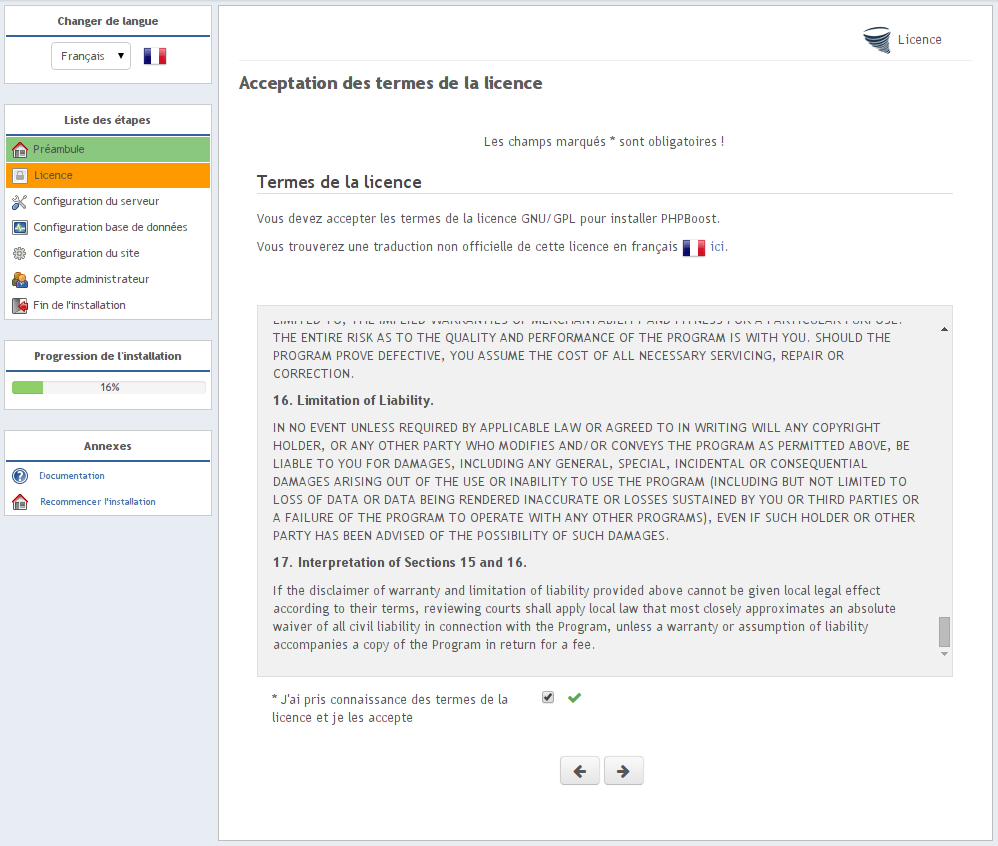 Changer de langue
Français
Liste des étapes
Préambule
Licence
Configuration du serveur
Configuration base de données
Configuration du site
Compte administrateur
Fin de l'installation
Progression de l'installation
16%
Annexes
Documentation
Recommencer l'installation
Licence
Acceptation des termes de la licence
Les champs marqués * sont obligatoires !
Termes de la licence
Vous devez accepter les termes de la licence GNU/GPL pour installer PHPBoost.
Vous trouverez une traduction non officielle de cette licence en français ici.
LIMITED TO, THE IMPLIED WARRANTIES OF MERCHANTABILITY AND FITNESS FOR A PARTICULAR PURPOSE.
THE ENTIRE RISK AS TO THE QUALITY AND PERFORMANCE OF THE PROGRAM IS WITH YOU. SHOULD THE
PROGRAM PROVE DEFECTIVE, YOU ASSUME THE COST OF ALL NECESSARY SERVICING, REPAIR OR
CORRECTION.
16. Limitation of Liability.
IN NO EVENT UNLESS REQUIRED BY APPLICABLE LAW OR AGREED TO IN WRITING WILL ANY COPYRIGHT
HOLDER, OR ANY OTHER PARTY WHO MODIFIES AND/OR CONVEYS THE PROGRAM AS PERMITTED ABOVE, BE
LIABLE TO YOU FOR DAMAGES, INCLUDING ANY GENERAL, SPECIAL, INCIDENTAL OR CONSEQUENTIAL
DAMAGES ARISING OUT OF THE USE OR INABILITY TO USE THE PROGRAM (INCLUDING BUT NOT LIMITED TO
LOSS OF DATA OR DATA BEING RENDERED INACCURATE OR LOSSES SUSTAINED BY YOU OR THIRD PARTIES OR
A FAILURE OF THE PROGRAM TO OPERATE WITH ANY OTHER PROGRAMS), EVEN IF SUCH HOLDER OR OTHER
PARTY HAS BEEN ADVISED OF THE POSSIBILITY OF SUCH DAMAGES.
17. Interpretation of Sections 15 and 16.
If the disclaimer of warranty and limitation of liability provided above cannot be given local legal effect
according to their terms, reviewing courts shall apply local law that most closely approximates an absolute
waiver of all civil liability in connection with the Program, unless a warranty or assumption of liability
accompanies a copy of the Program in return for a fee.
* J'ai pris connaissance des termes de la
licence et je les accepte